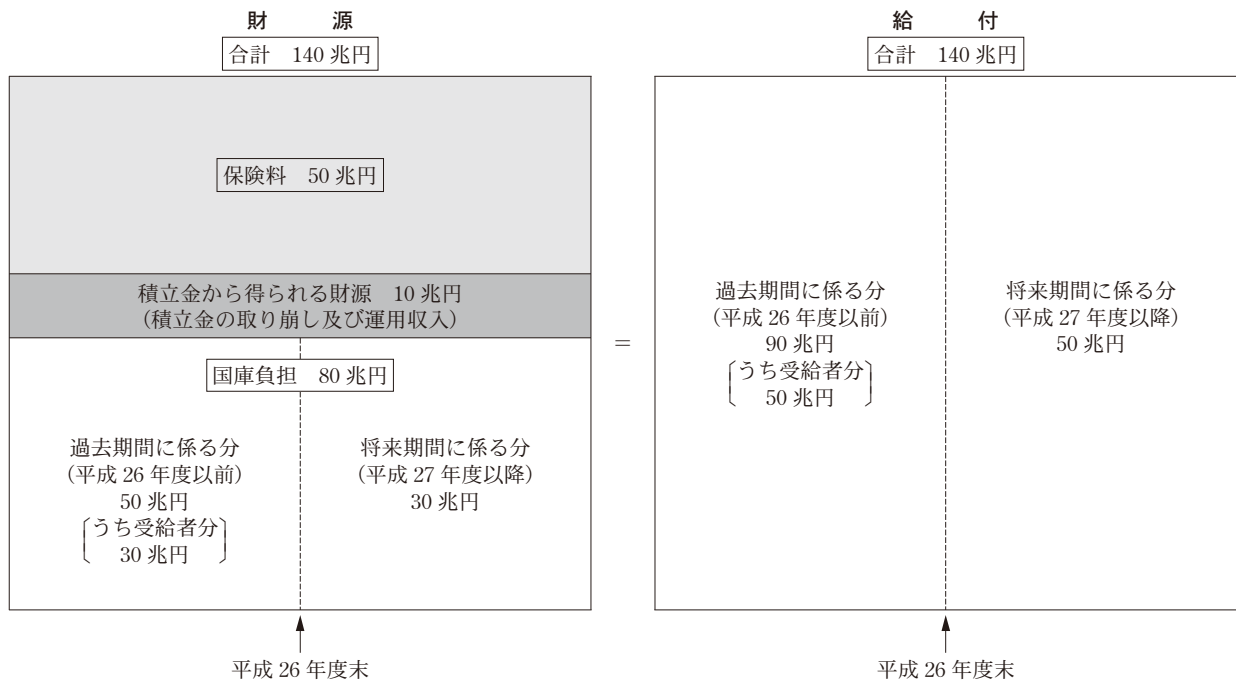 財　源
合計　140 兆円
保険料　50 兆円
積立金から得られる財源　10 兆円
（積立金の取り崩し及び運用収入）
国庫負担　80 兆円
過去期間に係る分
（平成 26 年度以前）
50 兆円
〔うち受給者分
30 兆円〕
将来期間に係る分
（平成 27 年度以降）
30 兆円
平成 26 年度末
＝
給　付
合計　140 兆円
過去期間に係る分
（平成 26 年度以前）
90 兆円
〔うち受給者分
50 兆円〕
将来期間に係る分
（平成 27 年度以降）
50 兆円
平成 26 年度末